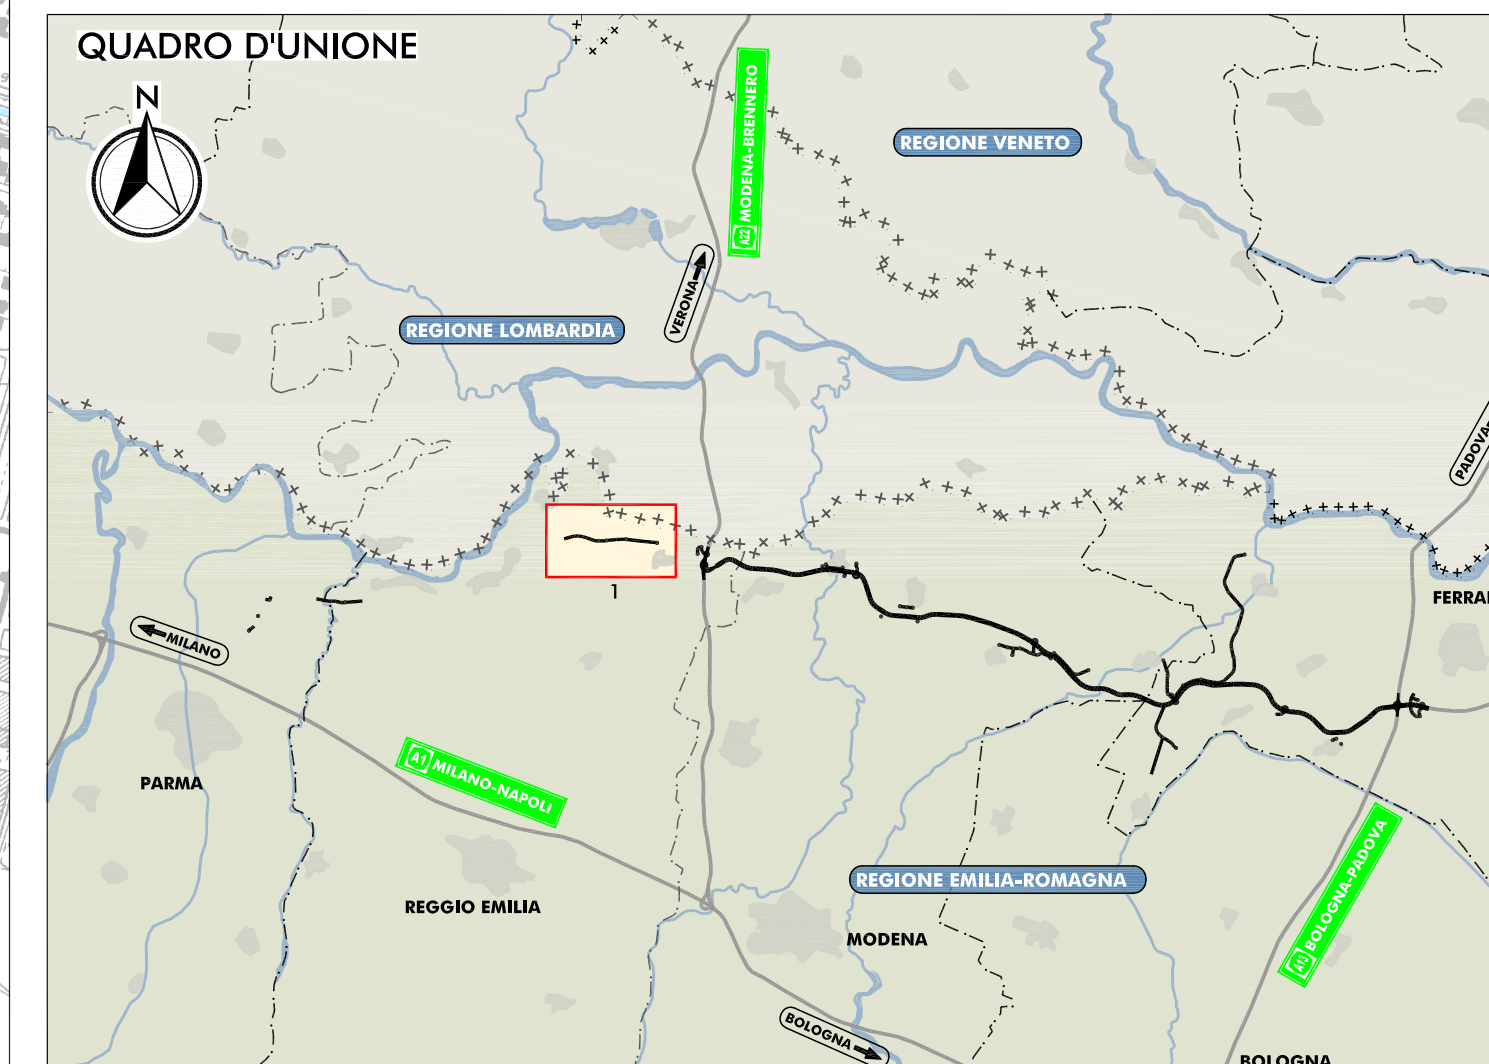 QUADRO D'UNIONE
N
A22 MODENA-BRENNERO
REGIONE VENETO
VERONA
REGIONE LOMBARDIA
PADOVA
1
FERRAR
MILANO
PARMA
A1 MILANO-NAPOLI
REGGIO EMILIA
REGIONE EMILIA-ROMAGNA
MODENA
A13 BOLOGNA-PADOVA
BOLOGNA
BOLOGNA